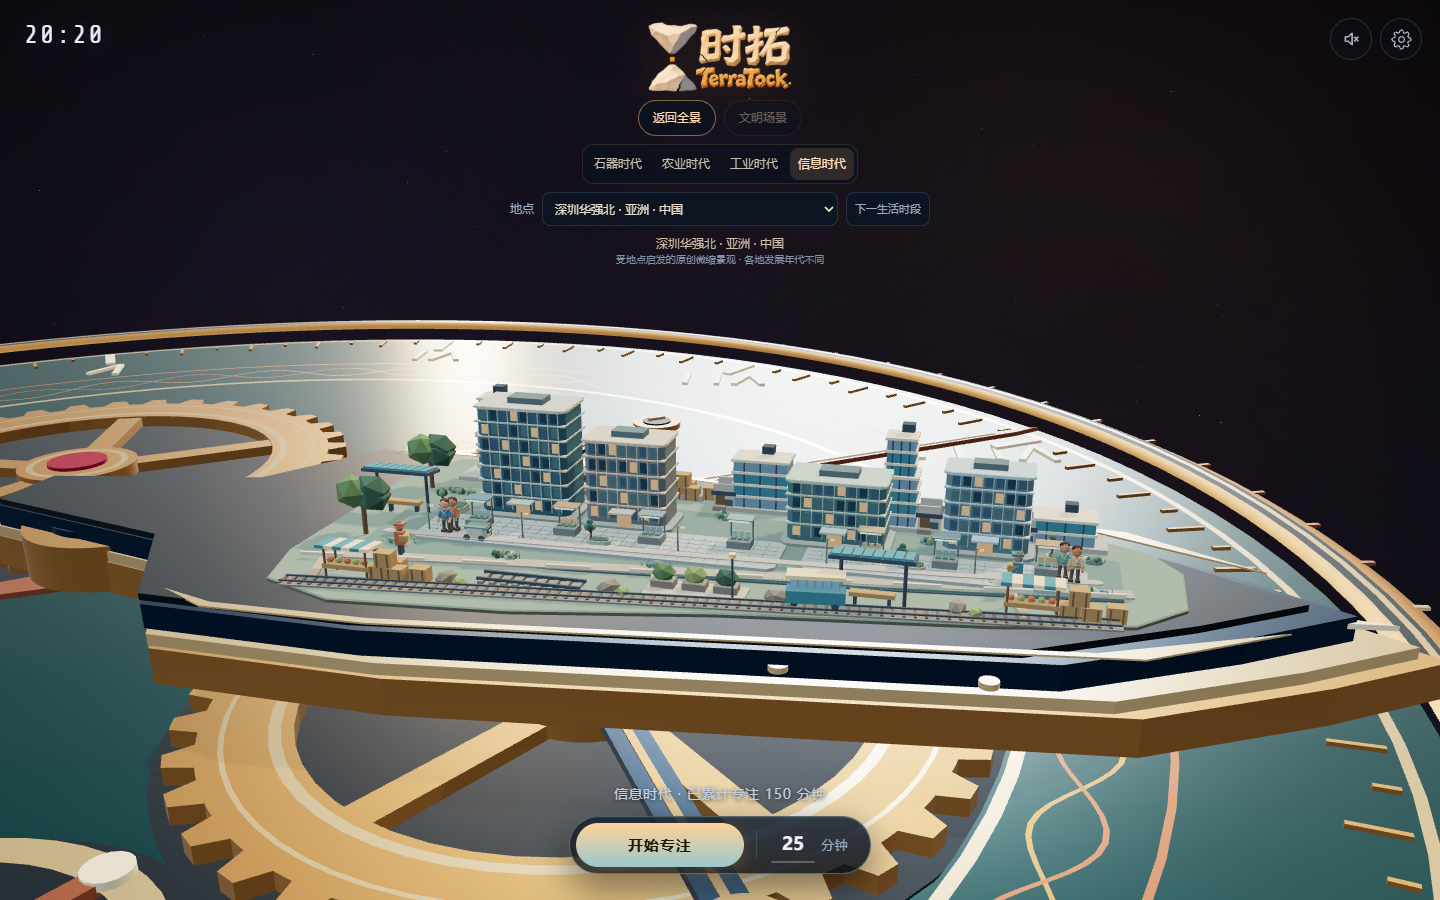 20:20
时拓
TerraTock
返回全景 文明场景
石器时代 农业时代 工业时代 信息时代
地点 深圳华强北 · 亚洲 · 中国 下一生活时段
深圳华强北 · 亚洲 · 中国
受地点启发的原创微缩景观 · 各地发展年代不同
信息时代 · 已累计专注 150 分钟
开始专注 25 分钟